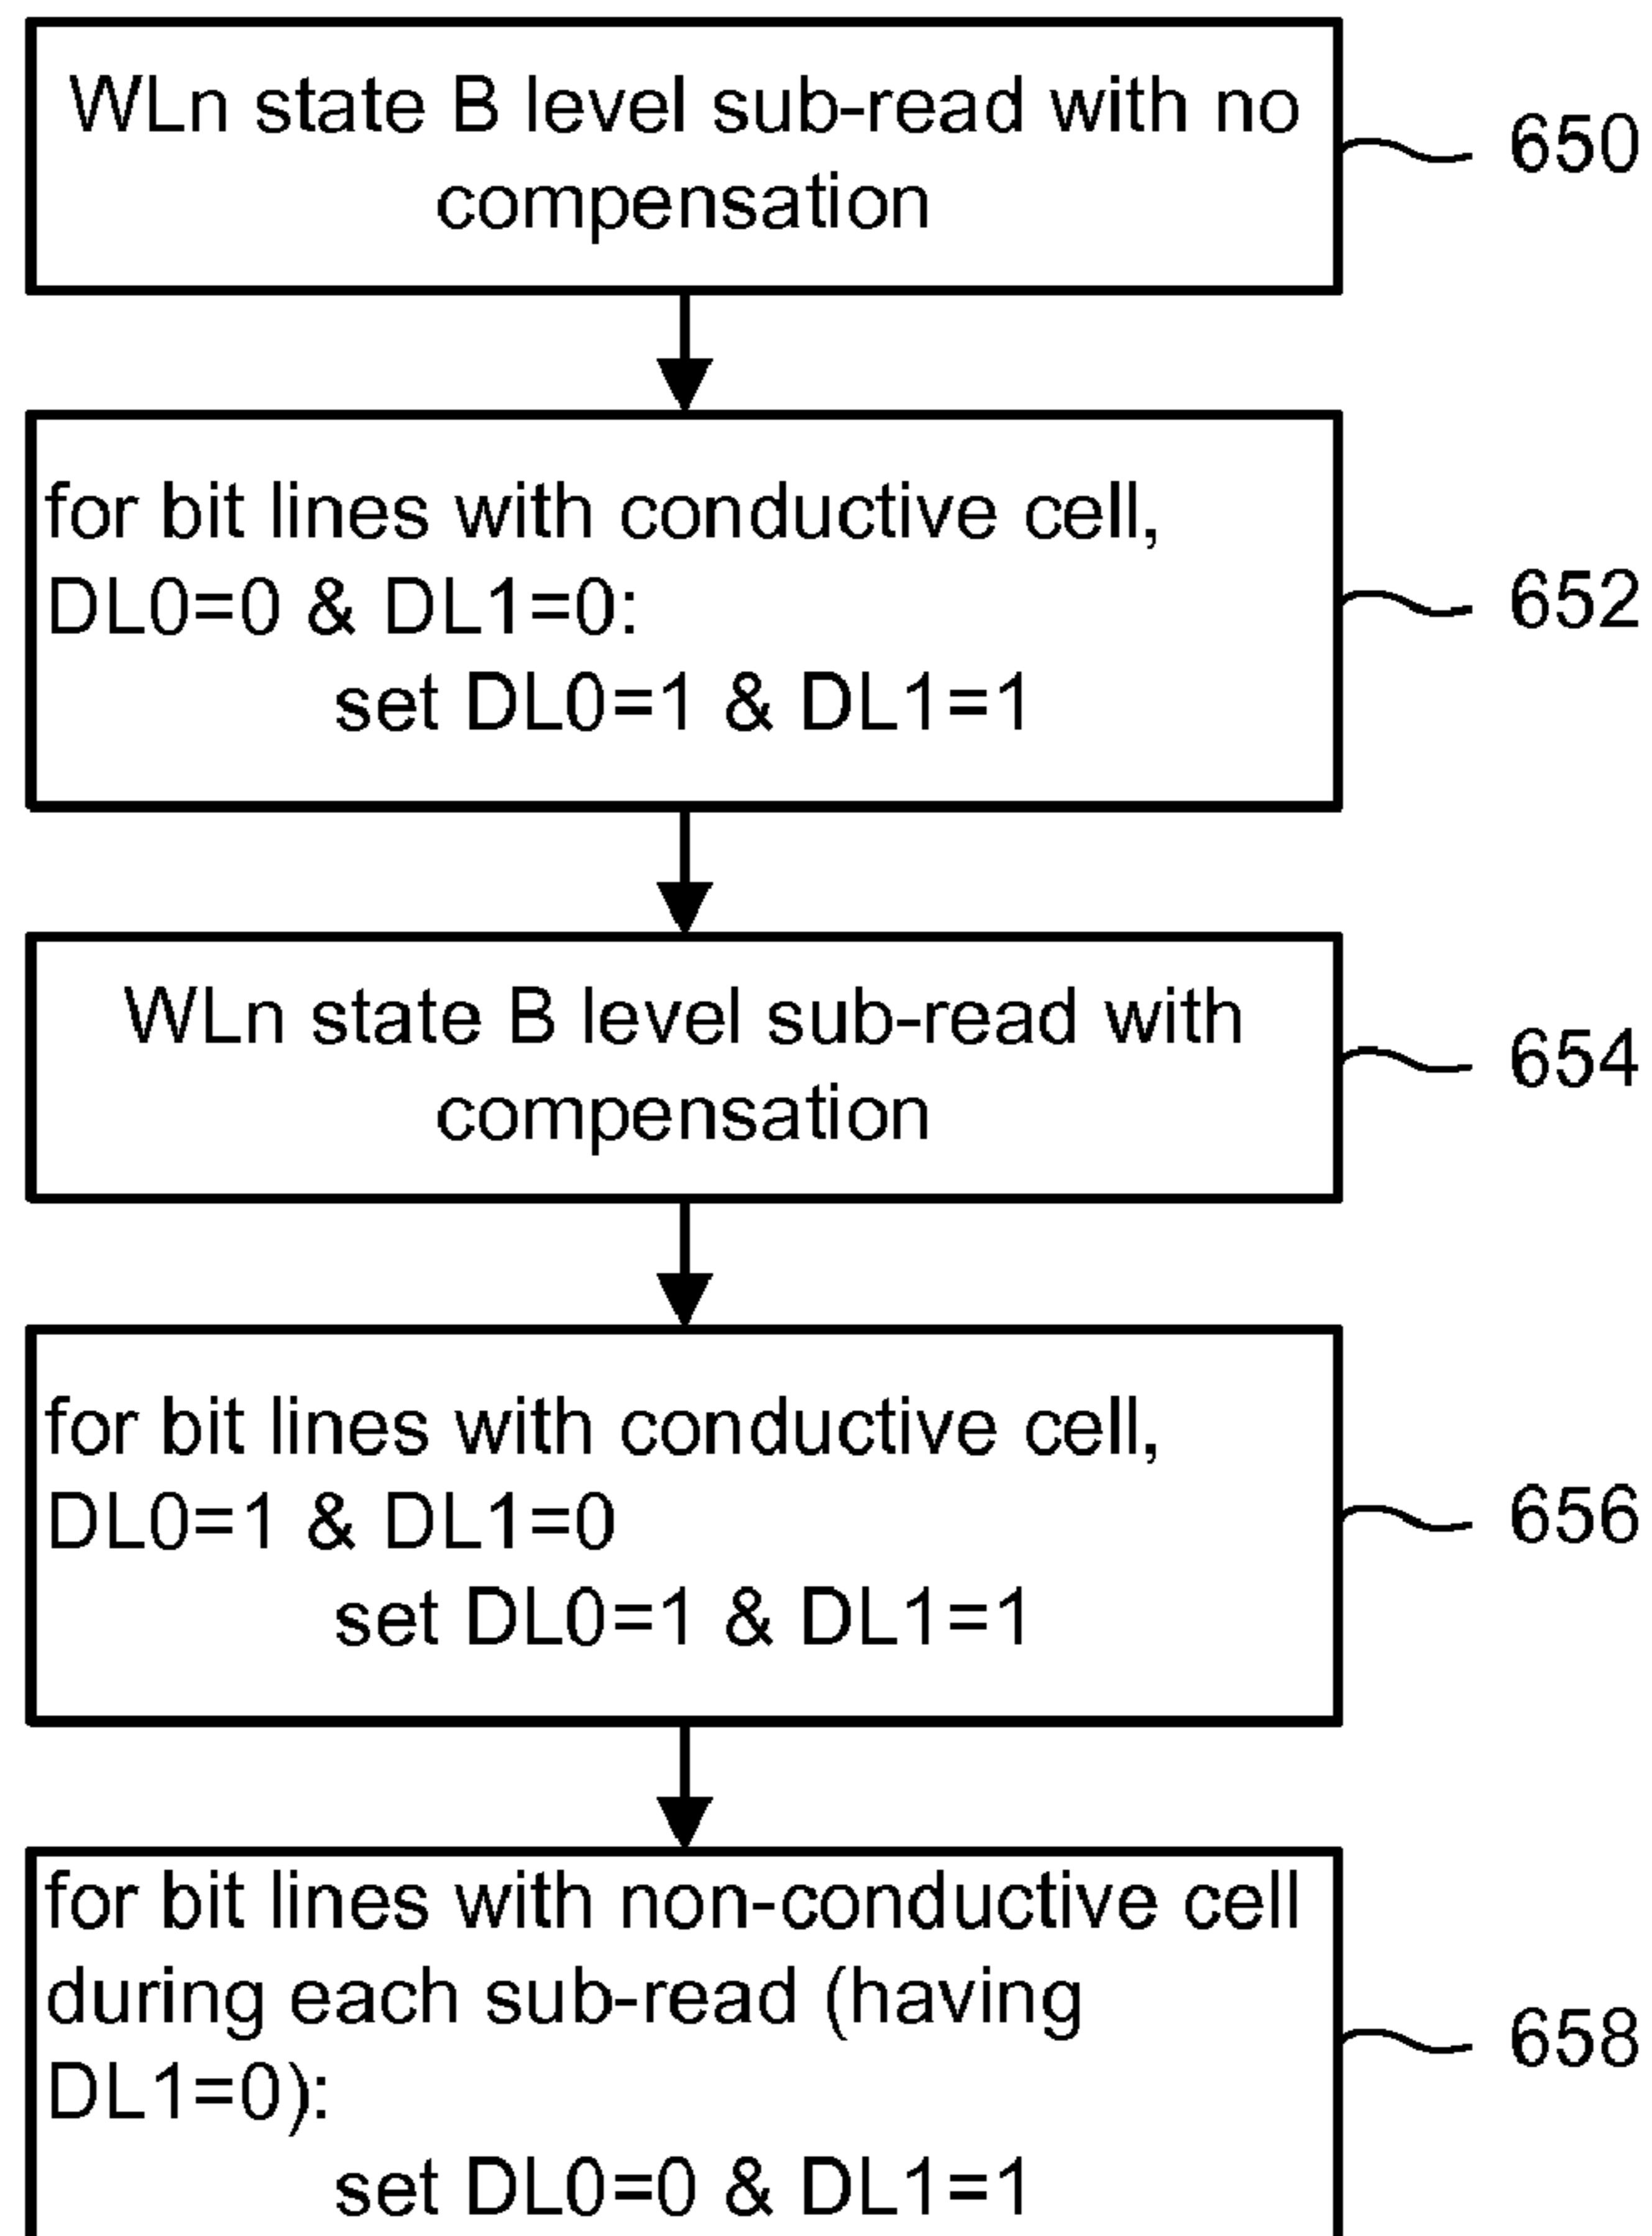 WLn state B level sub-read with no
compensation
650
for bit lines with conductive cell,
DL0=0 & DL1=0:
set DL0=1 & DL1=1
652
WLn state B level sub-read with
compensation
654
for bit lines with conductive cell,
DL0=1 & DL1=0
set DL0=1 & DL1=1
656
for bit lines with non-conductive cell
during each sub-read (having
DL1=0):
set DL0=0 & DL1=1
658